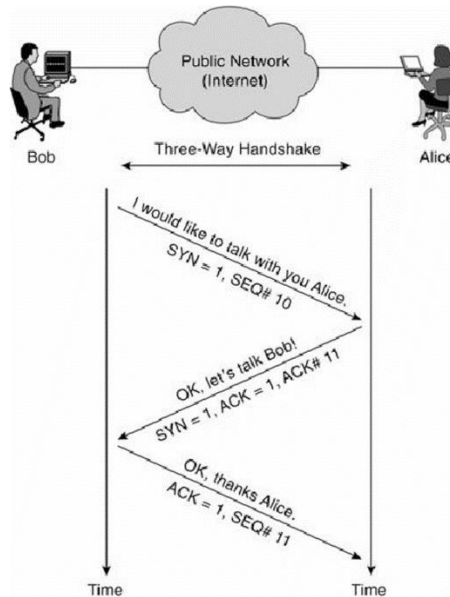 Public Network
(Internet)
Bob
Three-Way Handshake
Alice
I would like to talk with you Alice.
SYN = 1, SEQ# 10
OK, let's talk Bob!
SYN = 1, ACK = 1, ACK# 11
OK, thanks Alice.
ACK = 1, SEQ# 11
Time
Time